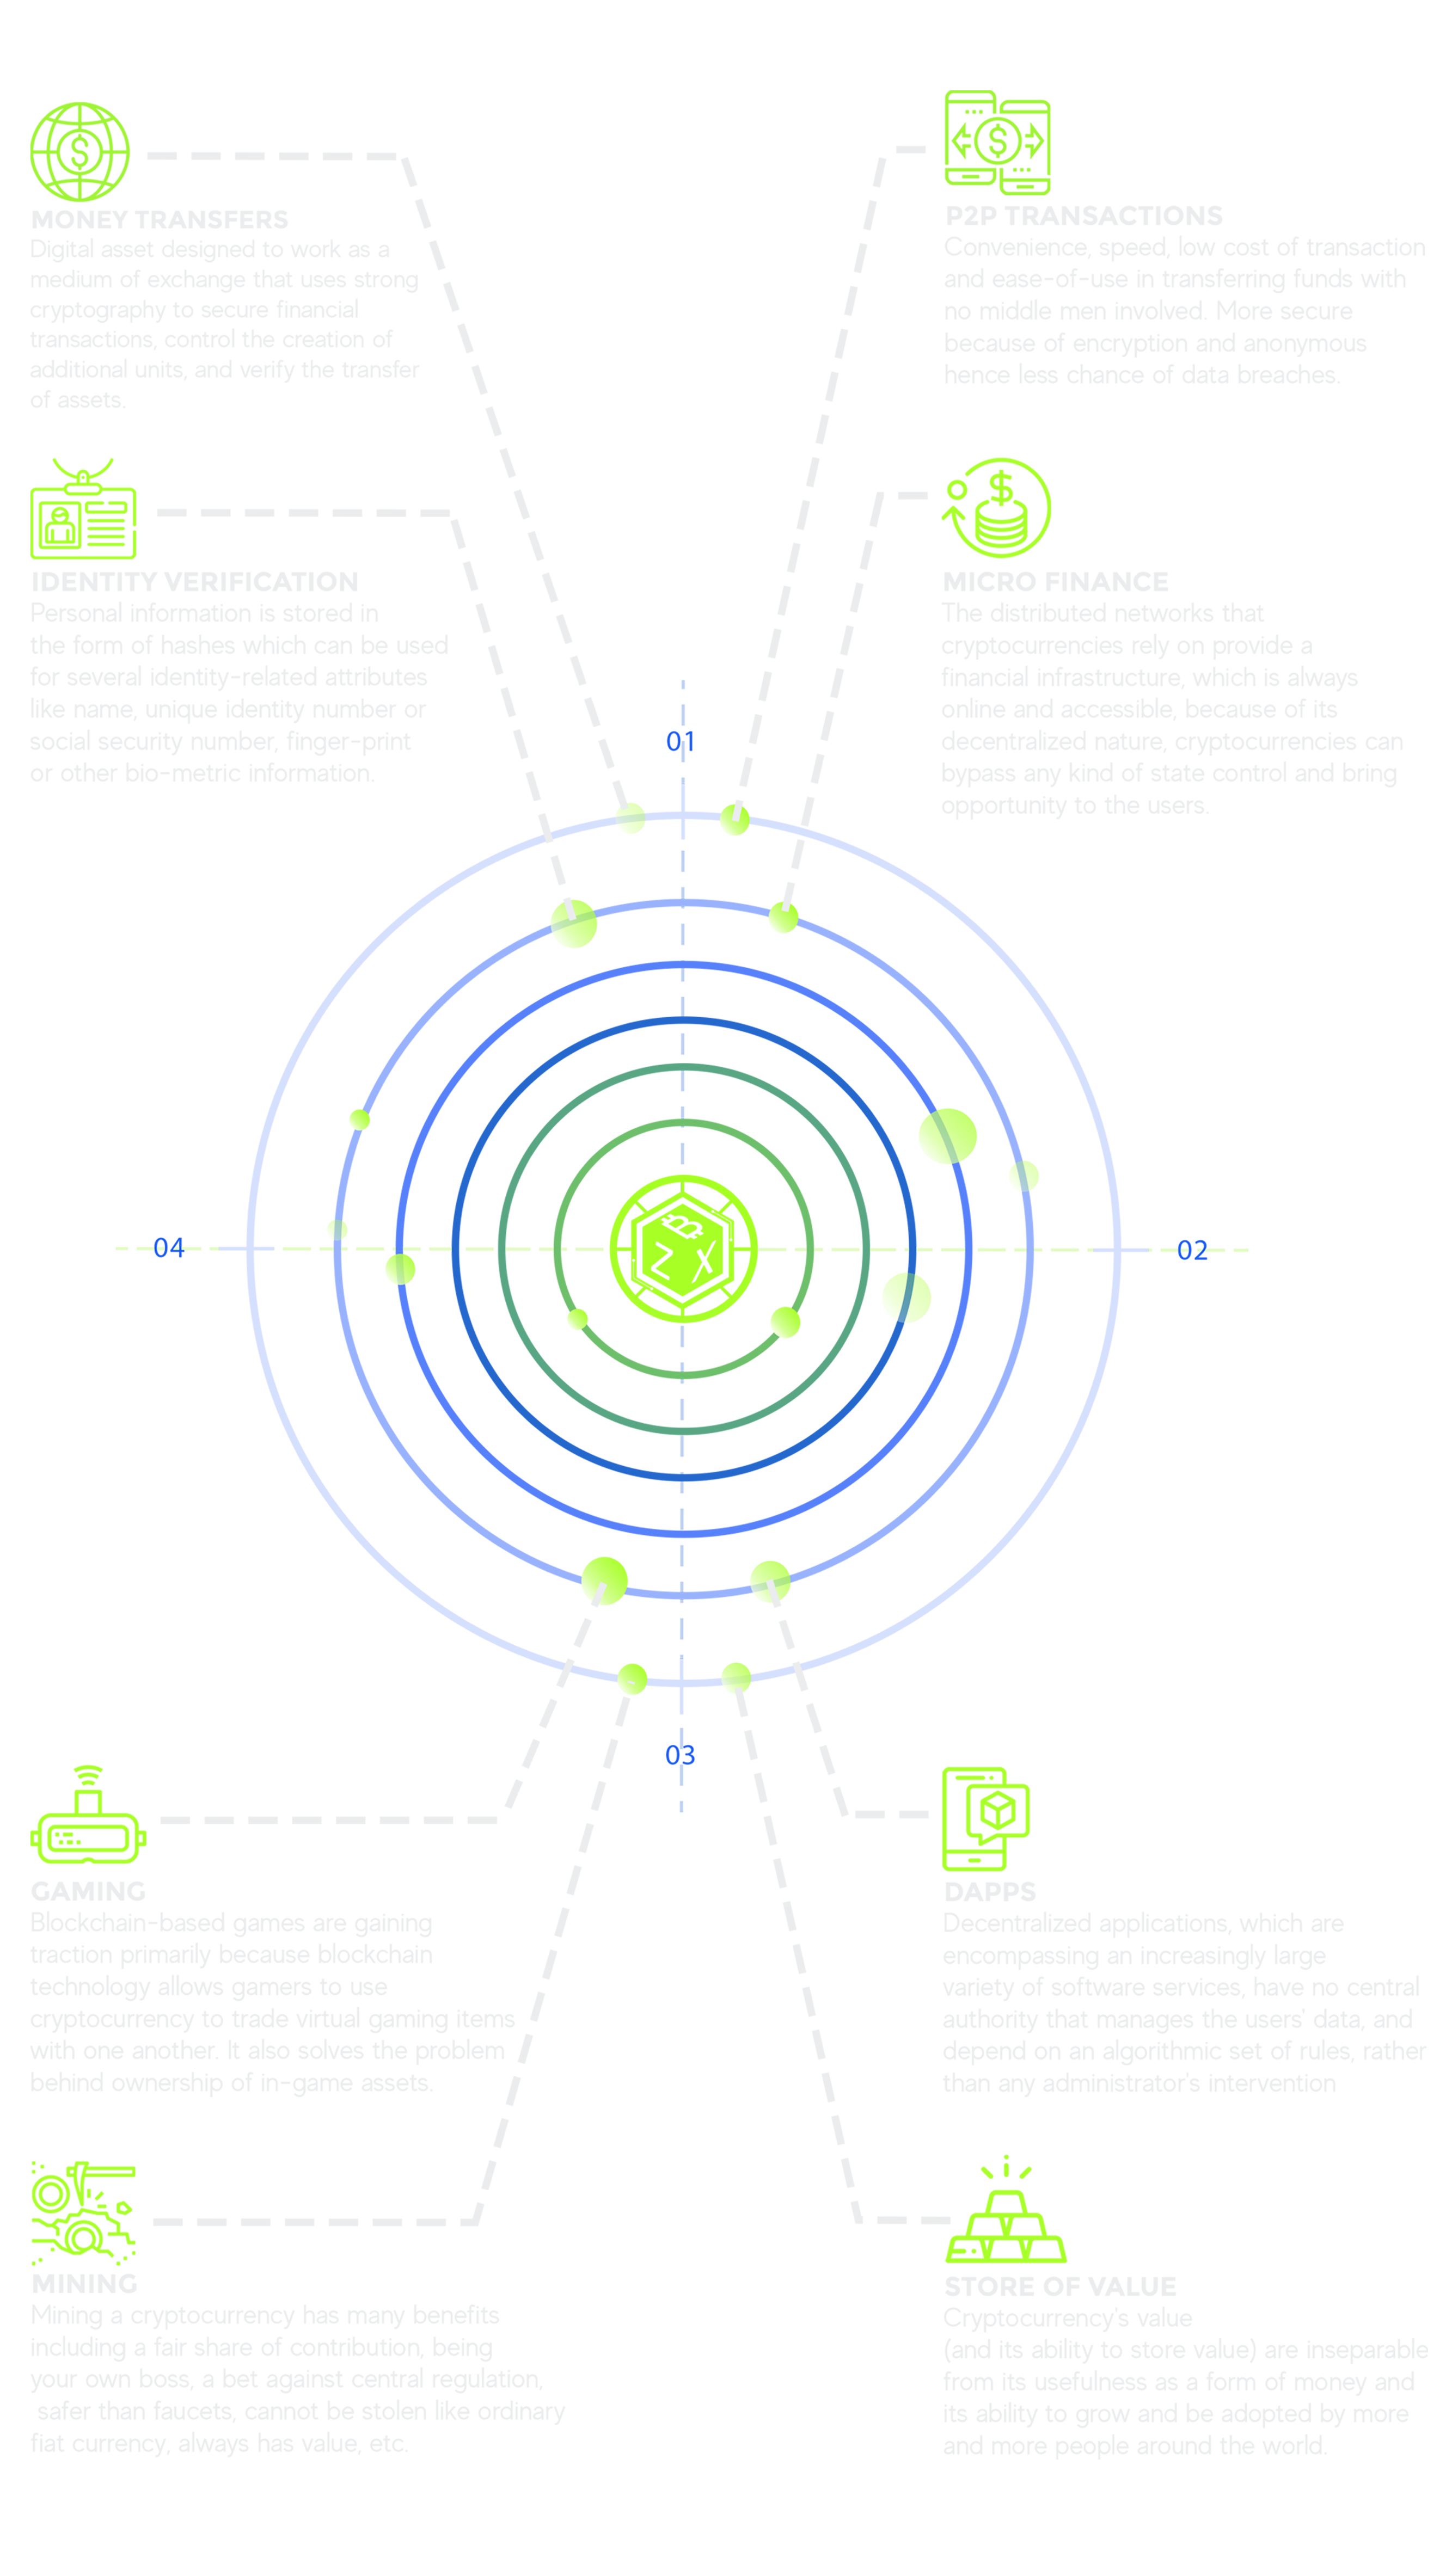 MONEY TRANSFERS
Digital asset designed to work as a
medium of exchange that uses strong
cryptography to secure financial
transactions, control the creation of
additional units, and verify the transfer
of assets.
P2P TRANSACTIONS
Convenience, speed, low cost of transaction
and ease-of-use in transferring funds with
no middle men involved. More secure
because of encryption and anonymous
hence less chance of data breaches.
IDENTITY VERIFICATION
Personal information is stored in
the form of hashes which can be used
for several identity-related attributes
like name, unique identity number or
social security number, finger-print
or other bio-metric information.
MICRO FINANCE
The distributed networks that
cryptocurrencies rely on provide a
financial infrastructure, which is always
online and accessible, because of its
decentralized nature, cryptocurrencies can
bypass any kind of state control and bring
opportunity to the users.
01
04
02
03
GAMING
Blockchain-based games are gaining
traction primarily because blockchain
technology allows gamers to use
cryptocurrency to trade virtual gaming items
with one another. It also solves the problem
behind ownership of in-game assets.
DAPPS
Decentralized applications, which are
encompassing an increasingly large
variety of software services, have no central
authority that manages the users' data, and
depend on an algorithmic set of rules, rather
than any administrator's intervention
MINING
Mining a cryptocurrency has many benefits
including a fair share of contribution, being
your own boss, a bet against central regulation,
safer than faucets, cannot be stolen like ordinary
fiat currency, always has value, etc.
STORE OF VALUE
Cryptocurrency's value
(and its ability to store value) are inseparable
from its usefulness as a form of money and
its ability to grow and be adopted by more
and more people around the world.